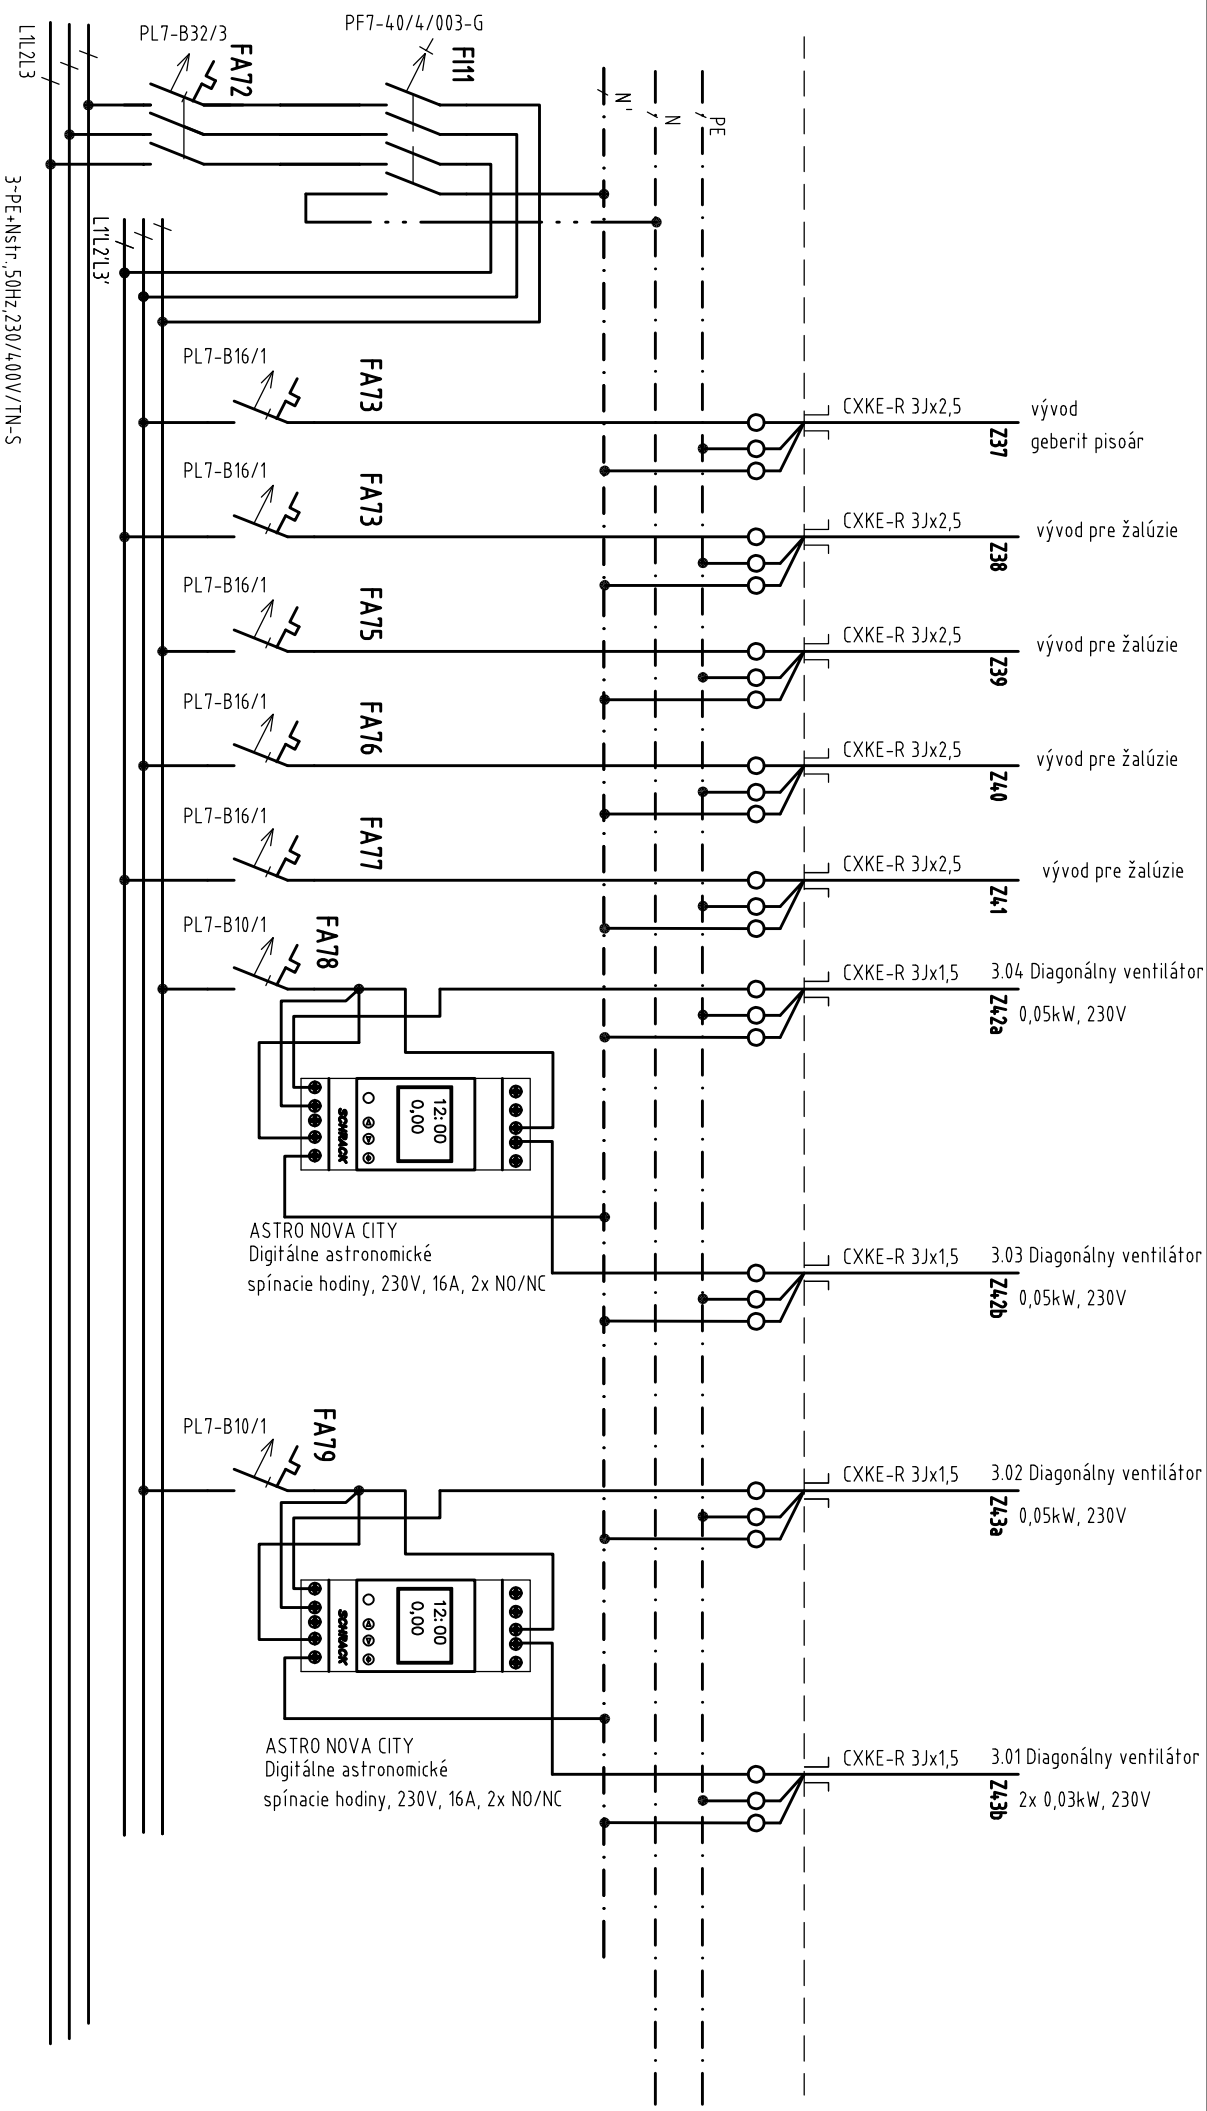 PF7-40/4/003-G
PL7-B32/3
FA72
FI11
L1L2L3
N'
N
PE
3~PE+Nstr.,50Hz,230/400V/TN-S
L1'L2'L3'
PL7-B16/1
FA73
CXKE-R 3Jx2,5
Z37
vývod
geberit pisoár
PL7-B16/1
FA73
CXKE-R 3Jx2,5
Z38
vývod pre žalúzie
PL7-B16/1
FA75
CXKE-R 3Jx2,5
Z39
vývod pre žalúzie
PL7-B16/1
FA76
CXKE-R 3Jx2,5
Z40
vývod pre žalúzie
PL7-B16/1
FA77
CXKE-R 3Jx2,5
Z41
vývod pre žalúzie
PL7-B10/1
FA78
CXKE-R 3Jx1,5
Z42a
3.04 Diagonálny ventilátor
0,05kW, 230V
12:00
0,00
SCHRACK
ASTRO NOVA CITY
Digitálne astronomické
spínacie hodiny, 230V, 16A, 2x NO/NC
CXKE-R 3Jx1,5
Z42b
3.03 Diagonálny ventilátor
0,05kW, 230V
PL7-B10/1
FA79
CXKE-R 3Jx1,5
Z43a
3.02 Diagonálny ventilátor
0,05kW, 230V
12:00
0,00
SCHRACK
ASTRO NOVA CITY
Digitálne astronomické
spínacie hodiny, 230V, 16A, 2x NO/NC
CXKE-R 3Jx1,5
Z43b
3.01 Diagonálny ventilátor
2x 0,03kW, 230V